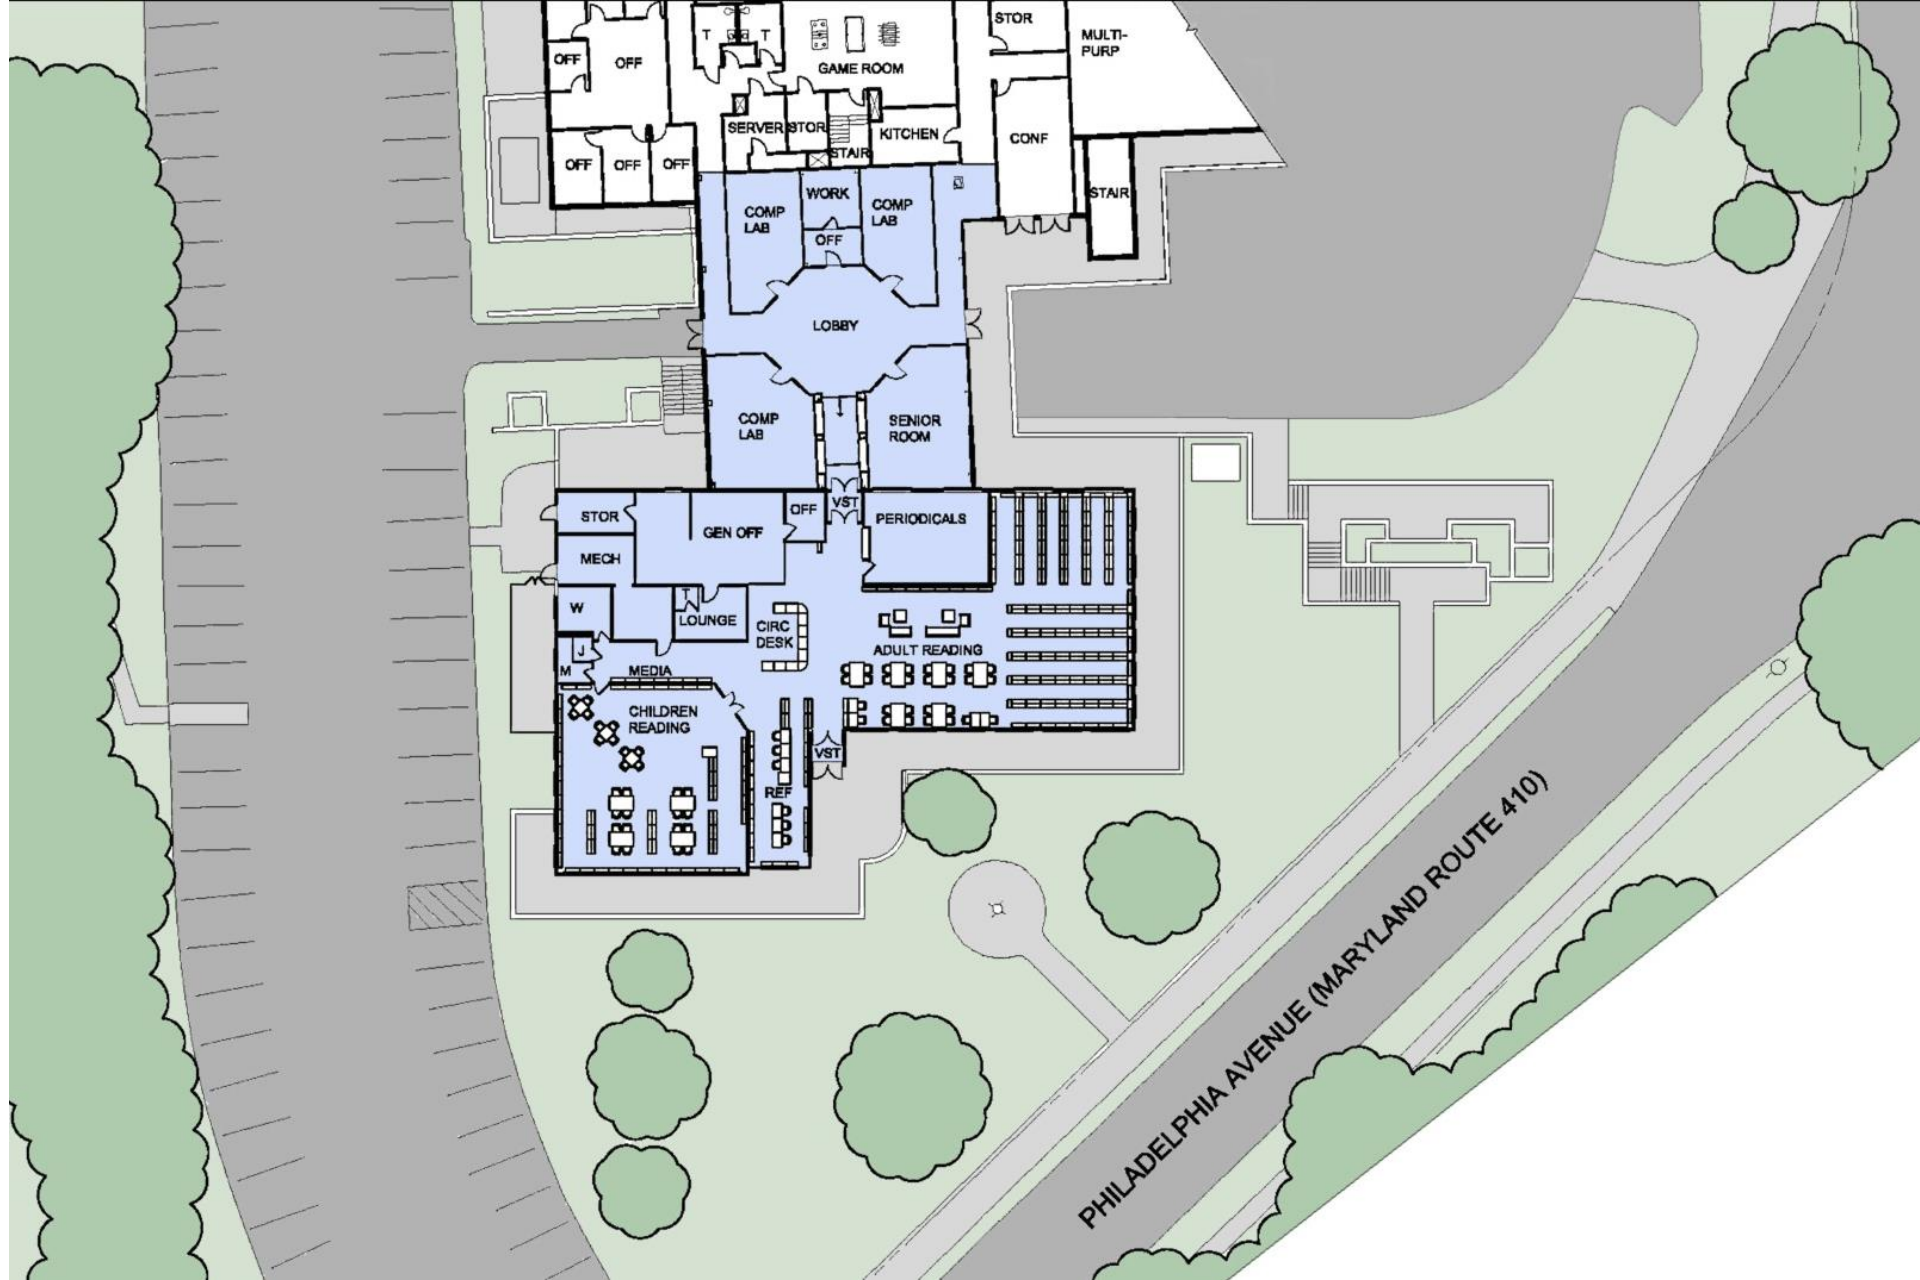 STOR
MULTI-
PURP
T
T
OFF
OFF
GAME ROOM
SERVER
STOR
STAIR
KITCHEN
CONF
OFF
OFF
OFF
STAIR
COMP
LAB
WORK
COMP
LAB
OFF
LOBBY
COMP
LAB
SENIOR
ROOM
STOR
GEN OFF
OFF
VST
PERIODICALS
MECH
W
T
LOUNGE
CIRC
DESK
ADULT READING
J
M
MEDIA
CHILDREN
READING
VST
REF
PHILADELPHIA AVENUE (MARYLAND ROUTE 410)